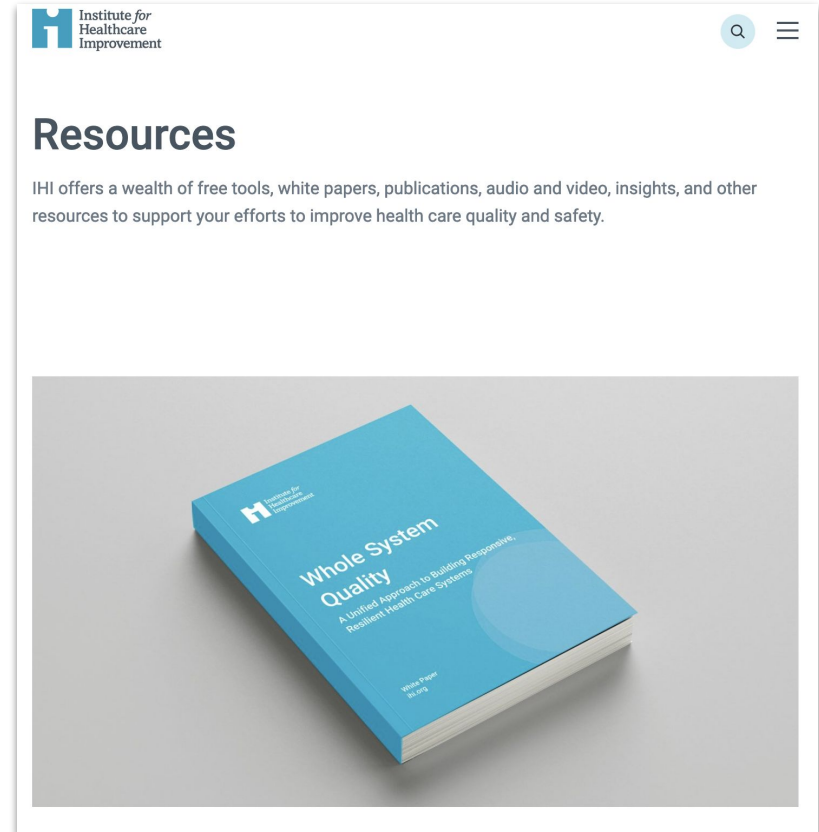 Institute for
Healthcare
Improvement
Resources
IHI offers a wealth of free tools, white papers, publications, audio and video, insights, and other
resources to support your efforts to improve health care quality and safety.
Institute for
Healthcare
Improvement
Whole System
Quality
A Unified Approach to Building Responsive,
Resilient Health Care Systems
White Paper
ihi.org